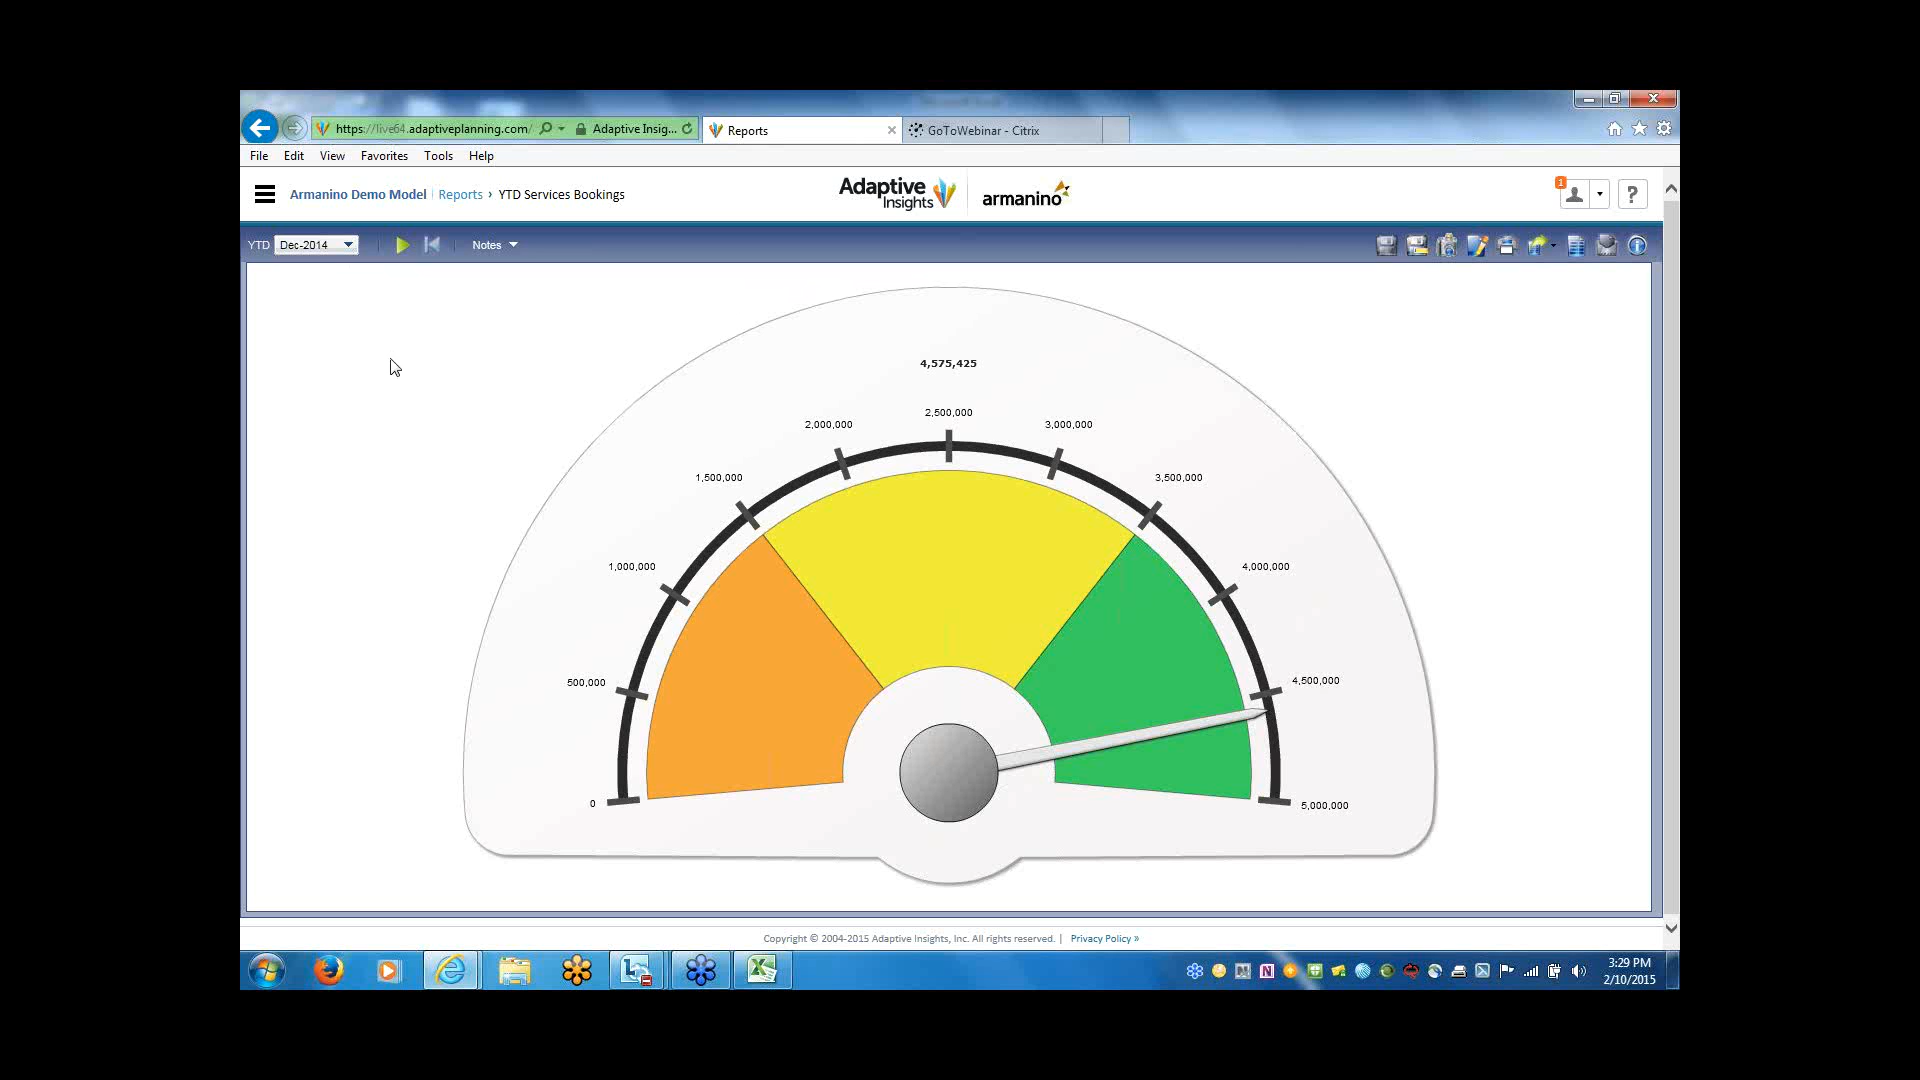 https://live64.adaptiveplanning.com/ Adaptive Insig... Reports GoToWebinar - Citrix
File Edit View Favorites Tools Help
Armanino Demo Model Reports › YTD Services Bookings
Adaptive
Insights
armanino
1
?
YTD Dec-2014 Notes
4,575,425
2,500,000
2,000,000 3,000,000
1,500,000 3,500,000
1,000,000 4,000,000
500,000 4,500,000
0 5,000,000
Copyright © 2004-2015 Adaptive Insights, Inc. All rights reserved. | Privacy Policy »
3:29 PM
2/10/2015